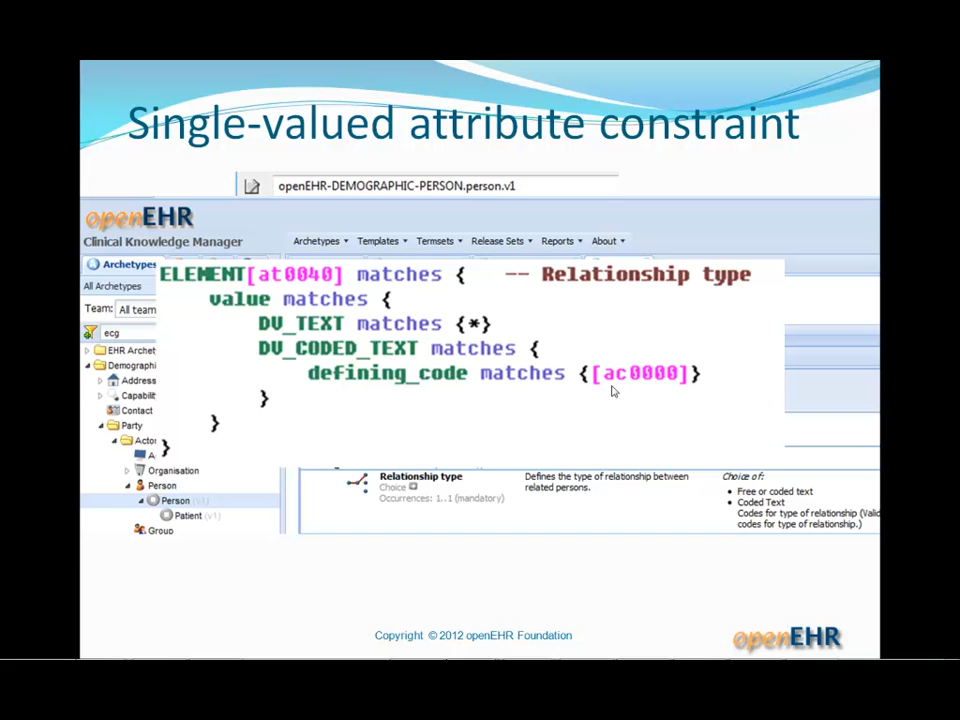 Single-valued attribute constraint
openEHR-DEMOGRAPHIC-PERSON.person.v1
openEHR
Clinical Knowledge Manager
Archetypes Templates Termsets Release Sets Reports About
Archetypes
All Archetypes
Team: All team
ecg
EHR Archet
Demographi
Address
Capabilit
Contact
Party
Actor
A
Organisation
Person
Person (v1)
Patient (v1)
Group
ELEMENT[at0040] matches { -- Relationship type
value matches {
DV_TEXT matches {*}
DV_CODED_TEXT matches {
defining_code matches {[ac0000]}
}
}
}
Relationship type
Choice
Occurrences: 1..1 (mandatory)
Defines the type of relationship between
related persons.
Choice of:
• Free or coded text
• Coded Text
Codes for type of relationship (Valid
codes for type of relationship.)
Copyright © 2012 openEHR Foundation
openEHR